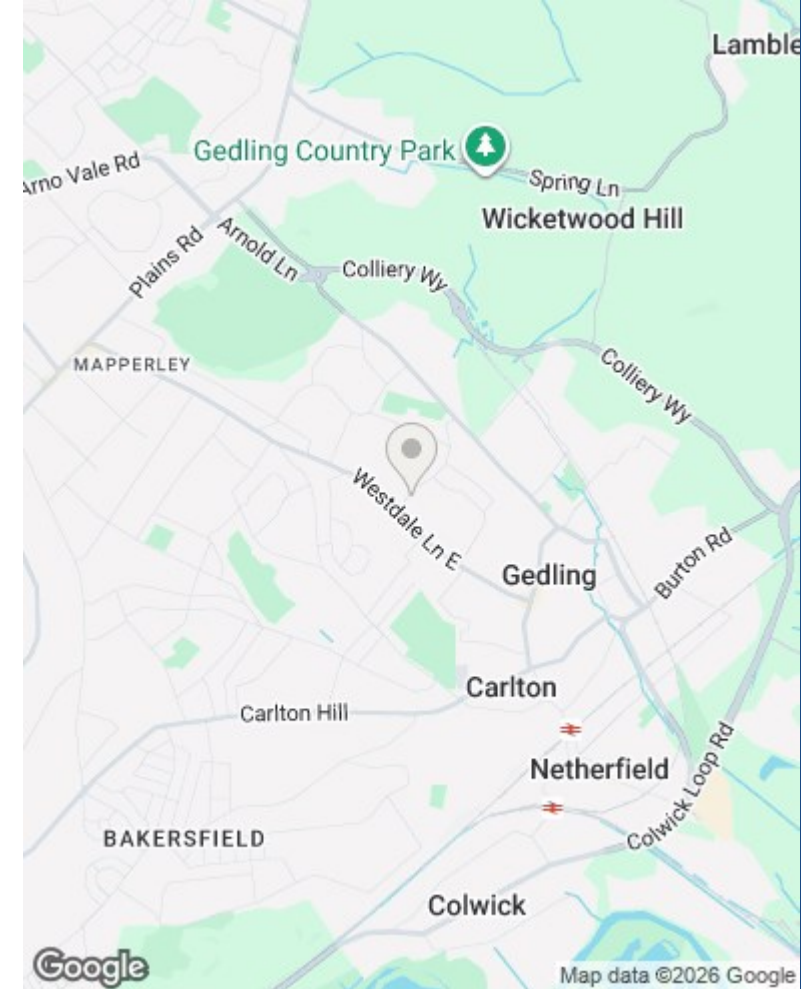 Lamble
Gedling Country Park
Arno Vale Rd
Spring Ln
Wicketwood Hill
Plains Rd
Arnold Ln
Colliery Wy
MAPPERLEY
Colliery Wy
Westdale Ln E
Gedling
Burton Rd
Carlton
Carlton Hill
Netherfield
Colwick Loop Rd
BAKERSFIELD
Colwick
Google
Map data ©2026 Google